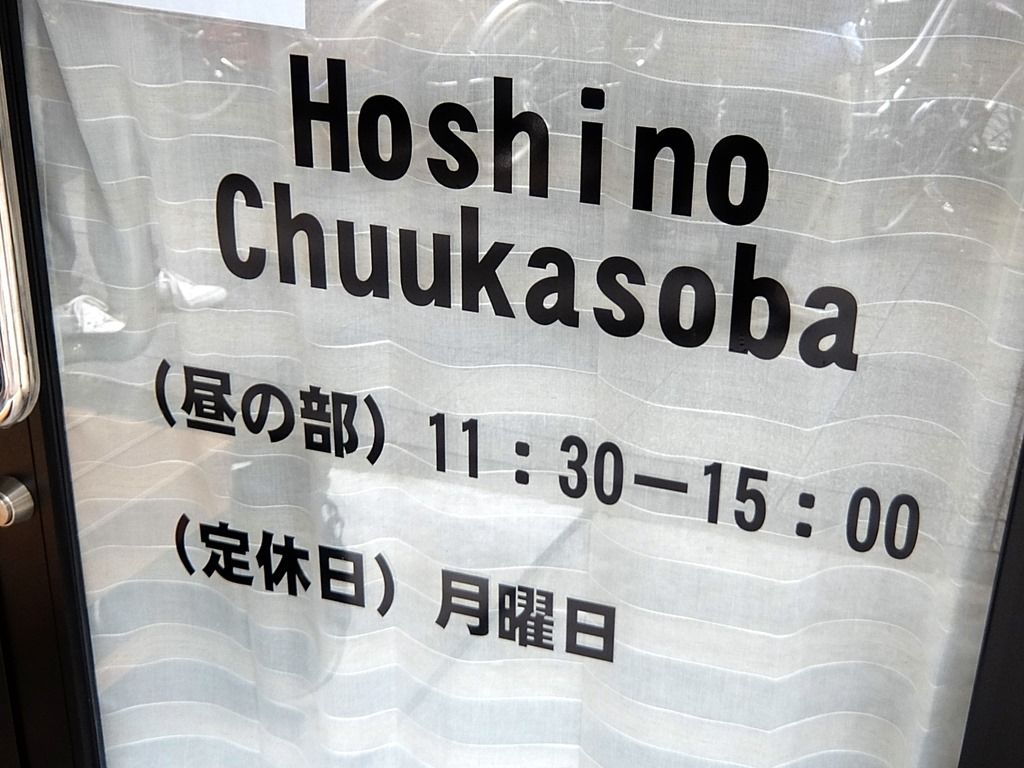 Hoshino
Chuukasoba
（昼の部）11：30－15：00
（定休日）月曜日